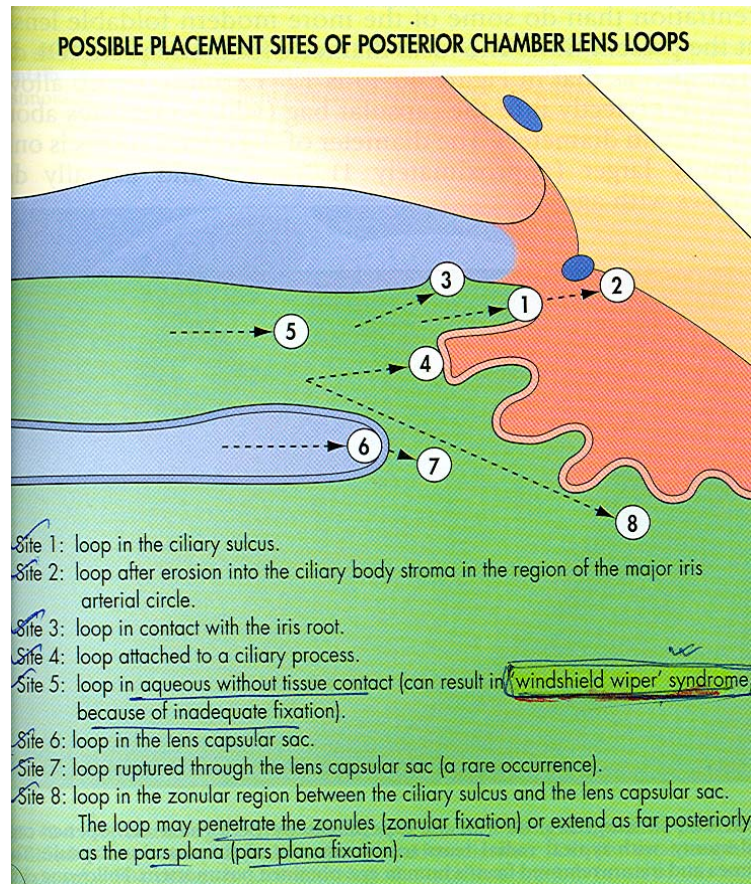 POSSIBLE PLACEMENT SITES OF POSTERIOR CHAMBER LENS LOOPS
3
1
2
5
4
6
7
8
Site 1: loop in the ciliary sulcus.
Site 2: loop after erosion into the ciliary body stroma in the region of the major iris
arterial circle.
Site 3: loop in contact with the iris root.
Site 4: loop attached to a ciliary process.
Site 5: loop in aqueous without tissue contact (can result in 'windshield wiper' syndrome
because of inadequate fixation).
Site 6: loop in the lens capsular sac.
Site 7: loop ruptured through the lens capsular sac (a rare occurrence).
Site 8: loop in the zonular region between the ciliary sulcus and the lens capsular sac.
The loop may penetrate the zonules (zonular fixation) or extend as far posteriorly
as the pars plana (pars plana fixation).